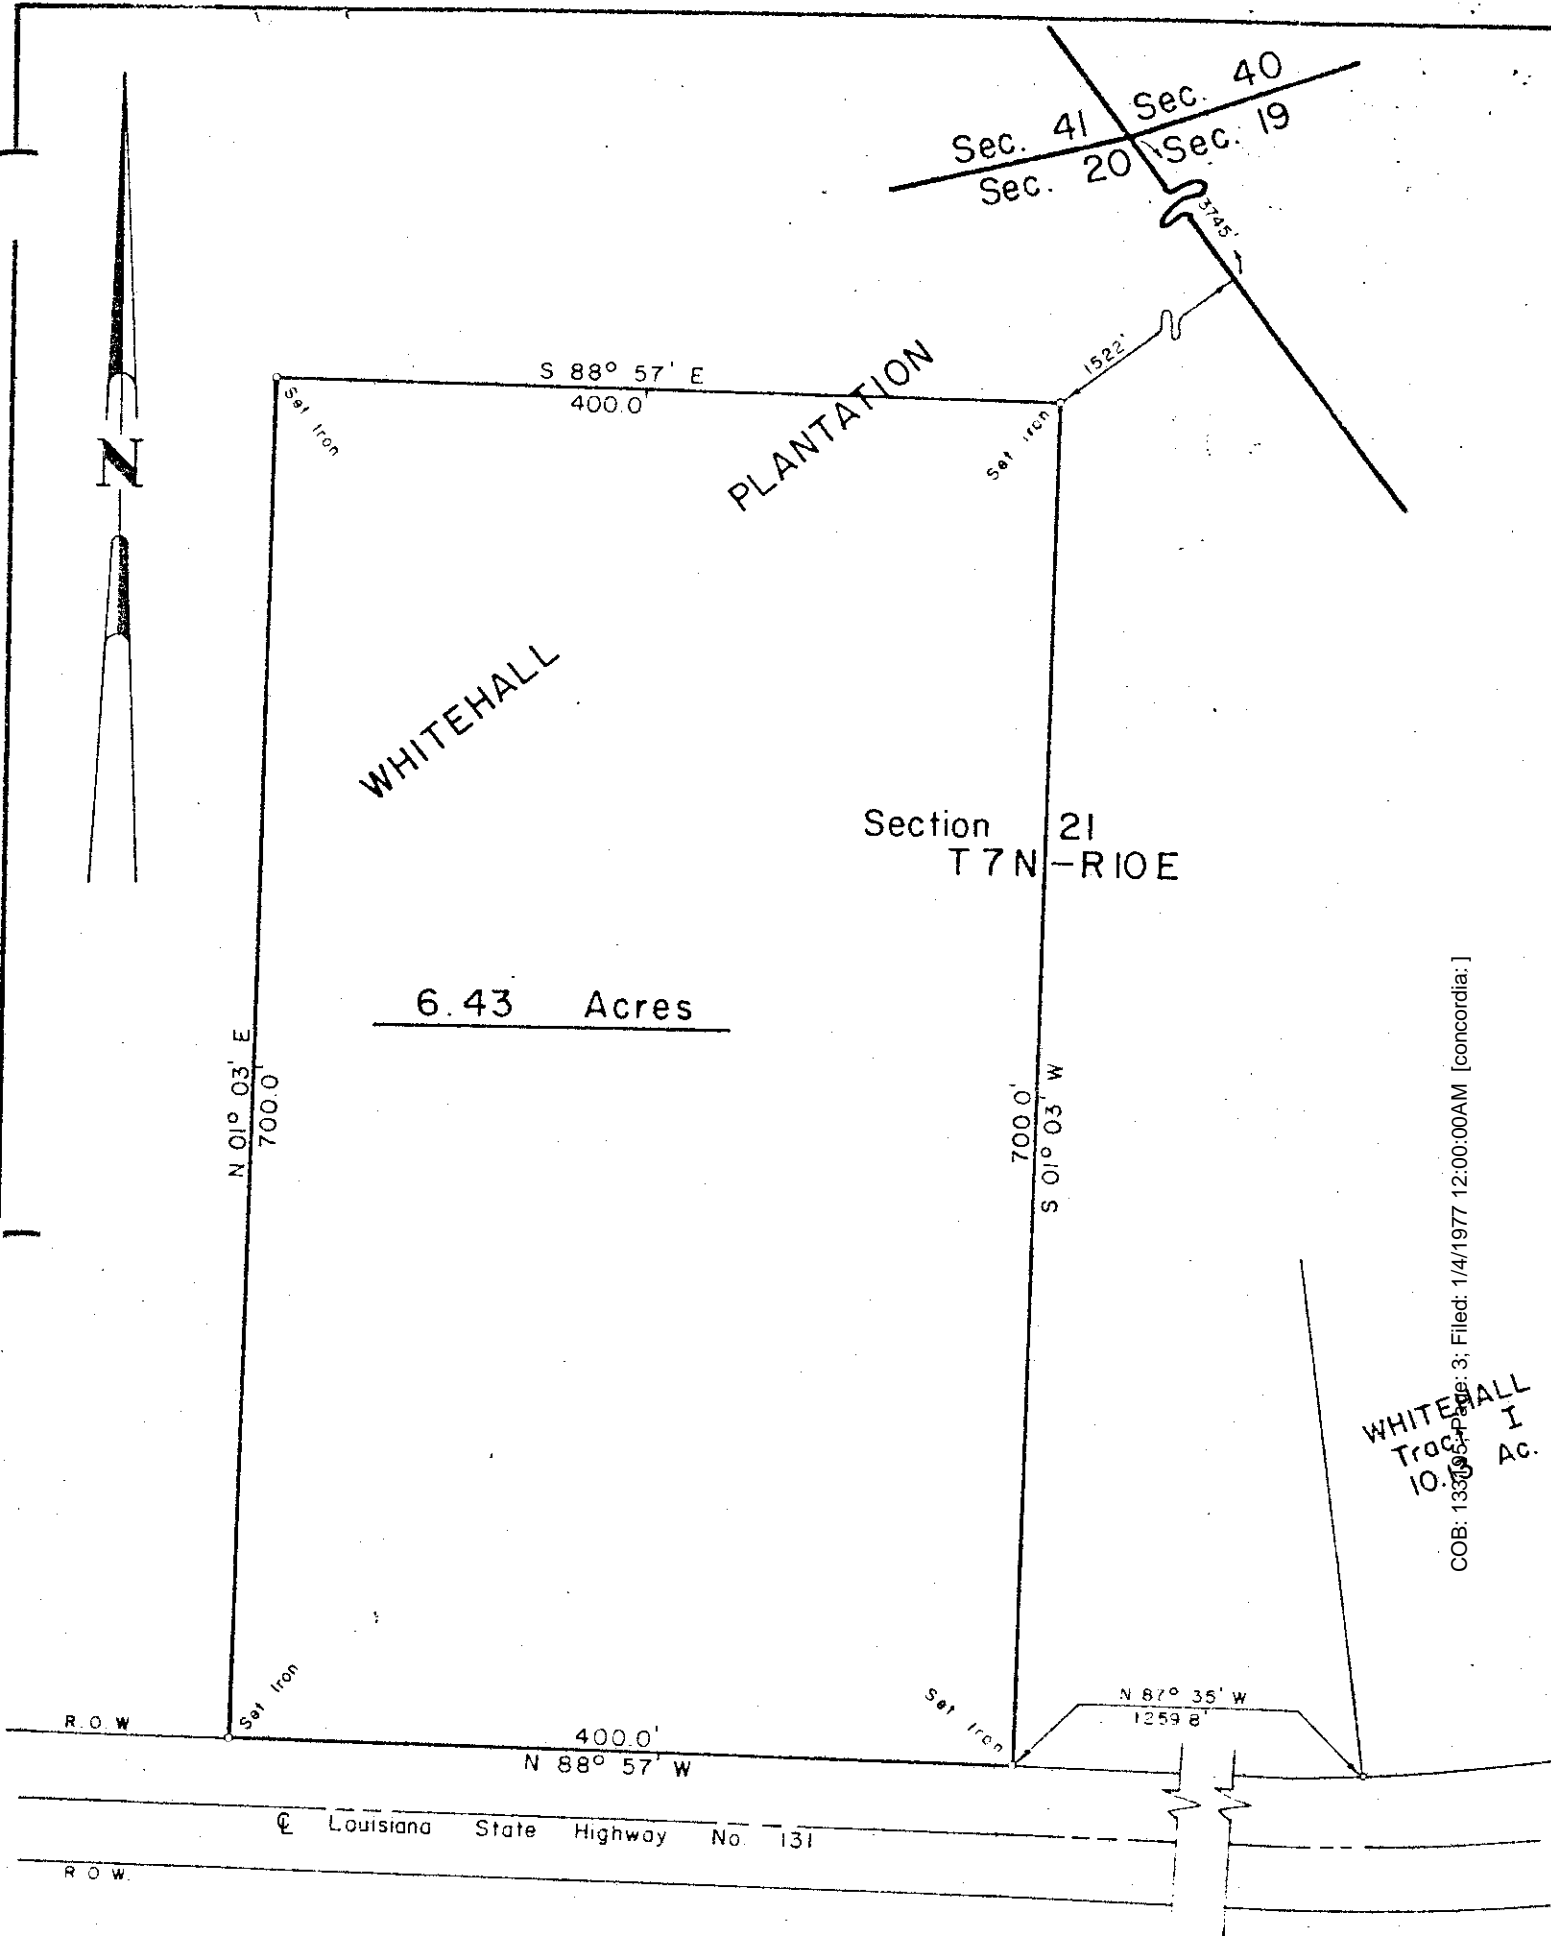 Sec. 41
Sec. 40
Sec. 20
Sec. 19
3745'
1522'
S 88° 57' E
400.0'
Set Iron
Set Iron
N
WHITEHALL
PLANTATION
Section 21
T 7 N - R 10 E
6.43 Acres
N 01° 03' E
700.0'
700.0'
S 01° 03' W
COB: 133195; Page: 3; Filed: 1/4/1977 12:00:00AM [concordia: ]
WHITEHALL
Tract I
Ac.
Set Iron
Set Iron
N 87° 35' W
1259.8'
R.O.W
400.0'
N 88° 57' W
℄ Louisiana State Highway No. 131
R.O.W.